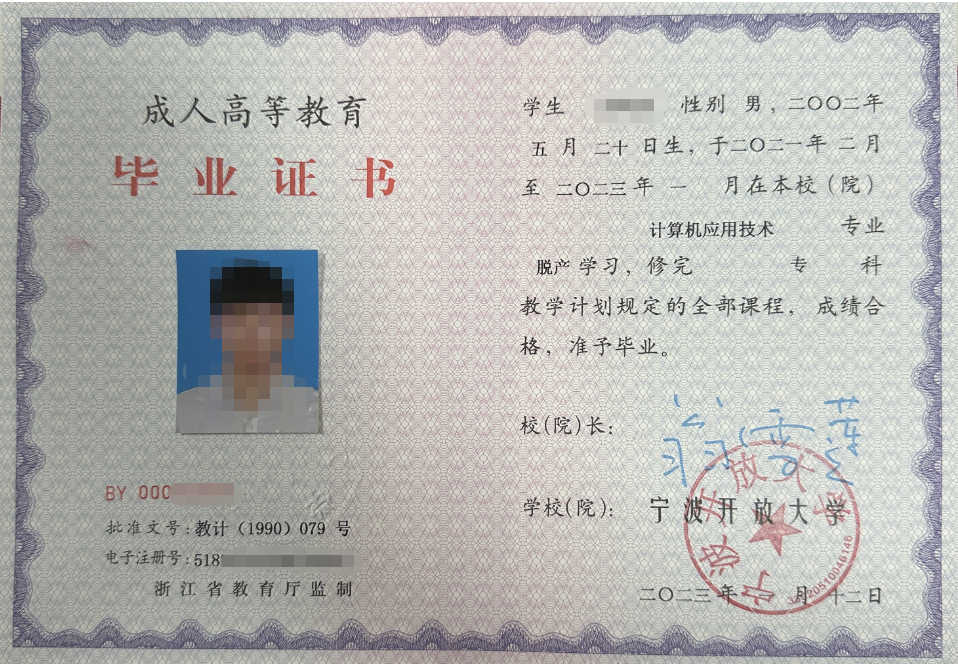 成人高等教育
毕业证书
BY 000
批准文号:教计（1990）079 号
电子注册号:518
浙江省教育厅监制
学生 性别 男，二〇〇二年
五月二十日生，于二〇二一年二月
至二〇二三年一 月在本校（院）
计算机应用技术 专业
脱产学习，修完 专 科
教学计划规定的全部课程，成绩合
格，准予毕业。
校(院)长:
学校(院): 宁波开放大学
二〇二三年 月十二日
宁波开放大学